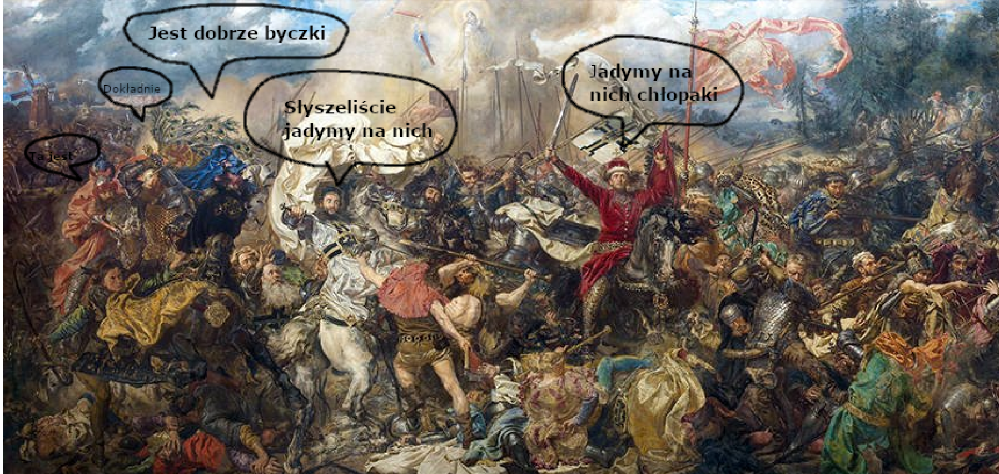 Jest dobrze byczki
Dokładnie
Słyszeliście
jadymy na nich
Jadymy na
nich chłopaki
Ta jest